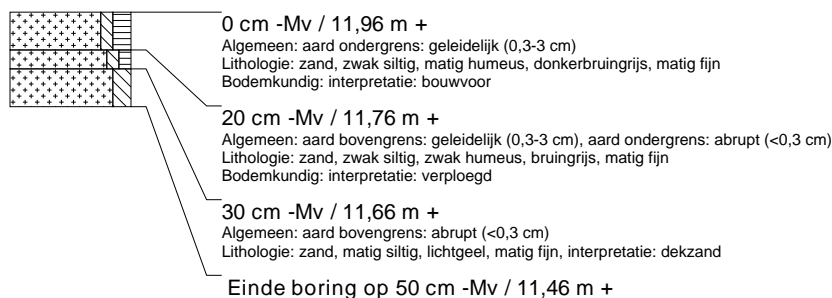 0 cm -Mv / 11,96 m +
Algemeen: aard ondergrens: geleidelijk (0,3-3 cm)
Lithologie: zand, zwak siltig, matig humeus, donkerbruingrijs, matig fijn
Bodemkundig: interpretatie: bouwvoor
20 cm -Mv / 11,76 m +
Algemeen: aard bovengrens: geleidelijk (0,3-3 cm), aard ondergrens: abrupt (<0,3 cm)
Lithologie: zand, zwak siltig, zwak humeus, bruingrijs, matig fijn
Bodemkundig: interpretatie: verploegd
30 cm -Mv / 11,66 m +
Algemeen: aard bovengrens: abrupt (<0,3 cm)
Lithologie: zand, matig siltig, lichtgeel, matig fijn, interpretatie: dekzand
Einde boring op 50 cm -Mv / 11,46 m +